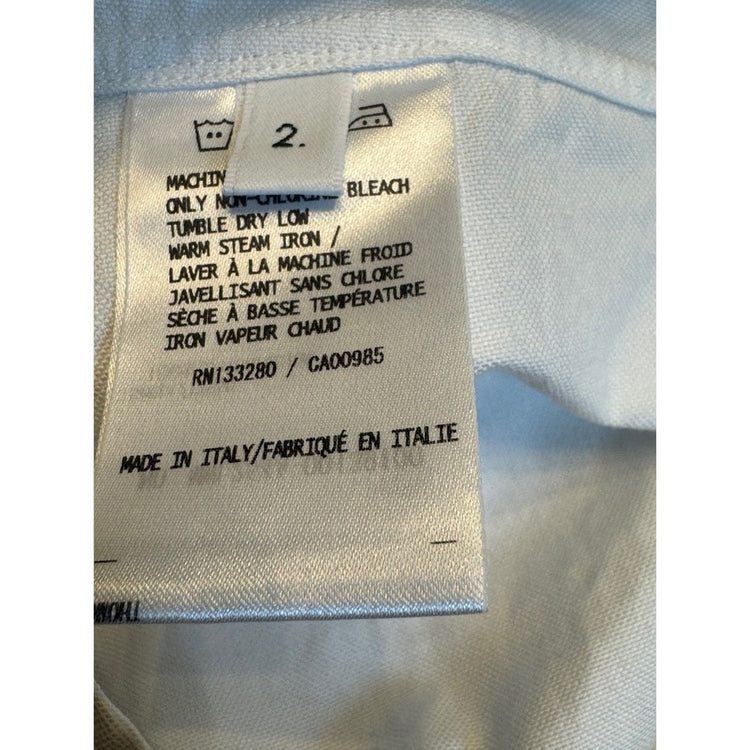 2.
ONLY NON-CHLORINE BLEACH
TUMBLE DRY LOW
WARM STEAM IRON /
LAVER À LA MACHINE FROID
JAVELLISANT SANS CHLORE
SÈCHE À BASSE TEMPÉRATURE
IRON VAPEUR CHAUD
RN133280 / CA00985
MADE IN ITALY/FABRIQUÉ EN ITALIE